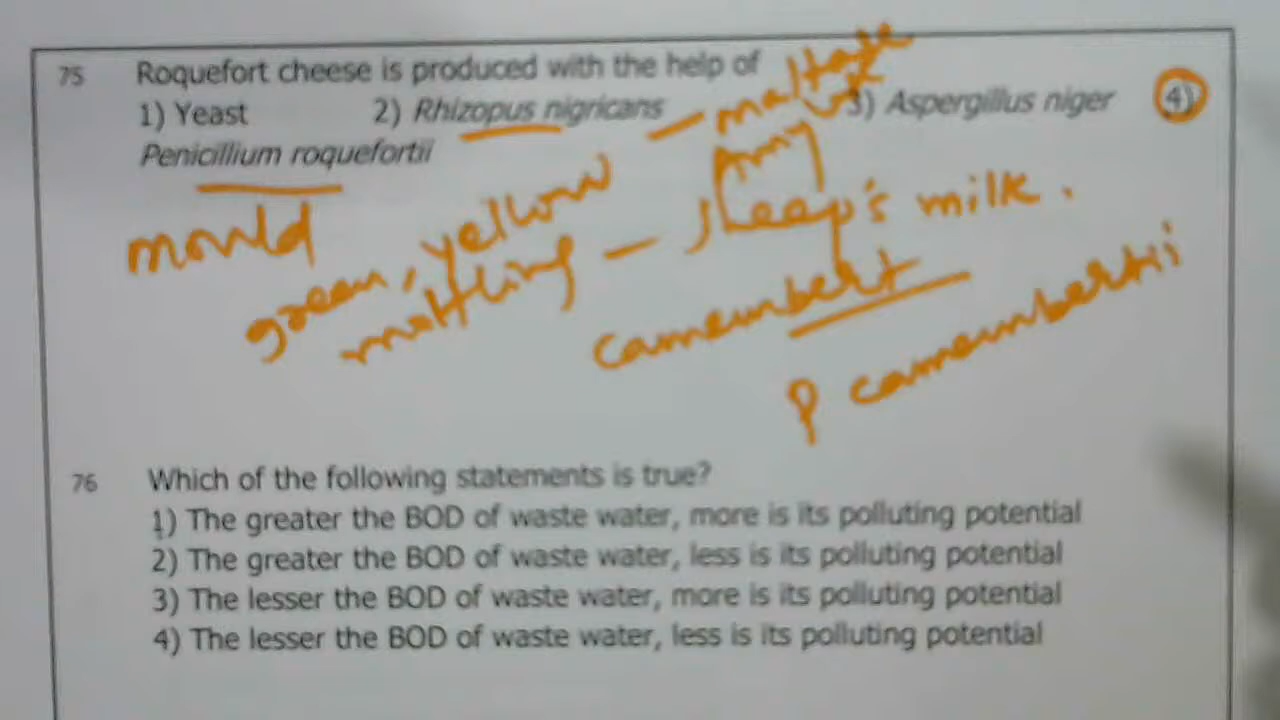 75 Roquefort cheese is produced with the help of
1) Yeast 2) Rhizopus nigricans 3) Aspergillus niger 4)
Penicillium roquefortii
maltase
Amy
mould
green, yellow
mottling - sheep's milk.
camembert
P camembertii
76 Which of the following statements is true?
1) The greater the BOD of waste water, more is its polluting potential
2) The greater the BOD of waste water, less is its polluting potential
3) The lesser the BOD of waste water, more is its polluting potential
4) The lesser the BOD of waste water, less is its polluting potential